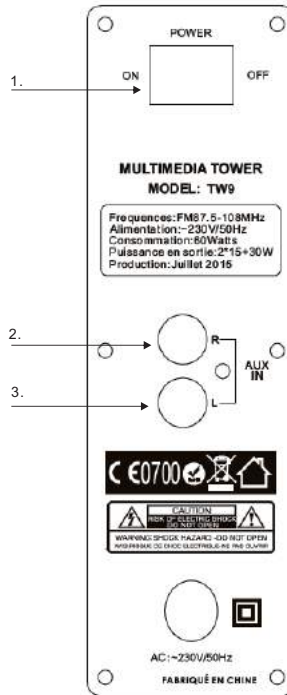 POWER
ON
OFF
1.
MULTIMEDIA TOWER
MODEL: TW9
Frequences:FM87.5-108MHz
Alimentation:~230V/50Hz
Consommation:60Watts
Puissance en sortie:2*15+30W
Production:Juillet 2015
2.
R
AUX
IN
3.
L
CE0700
CAUTION
RISK OF ELECTRIC SHOCK
DO NOT OPEN
WARNING:SHOCK HAZARD-DO NOT OPEN
AC:~230V/50Hz
FABRIQUÉ EN CHINE